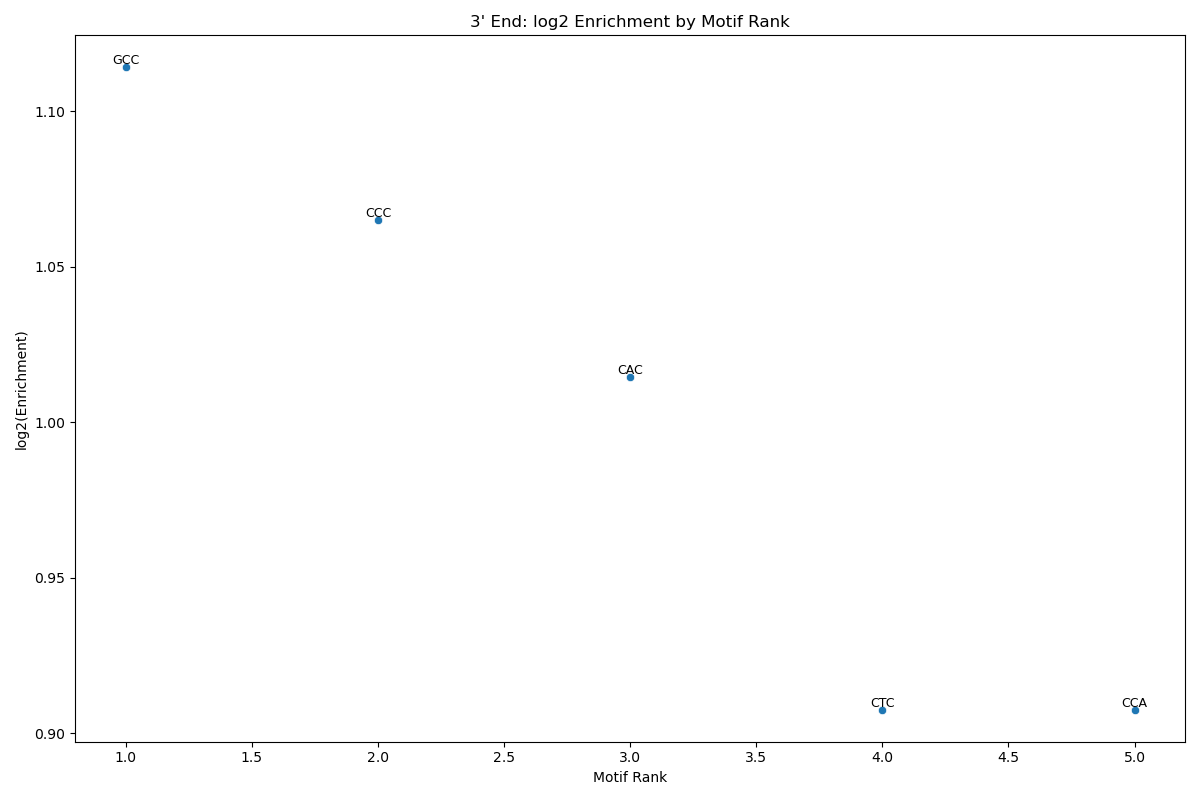 3' End: log2 Enrichment by Motif Rank
GCC
1.10
CCC
1.05
CAC
1.00
log2(Enrichment)
0.95
CTC
CCA
0.90
1.0 1.5 2.0 2.5 3.0 3.5 4.0 4.5 5.0
Motif Rank